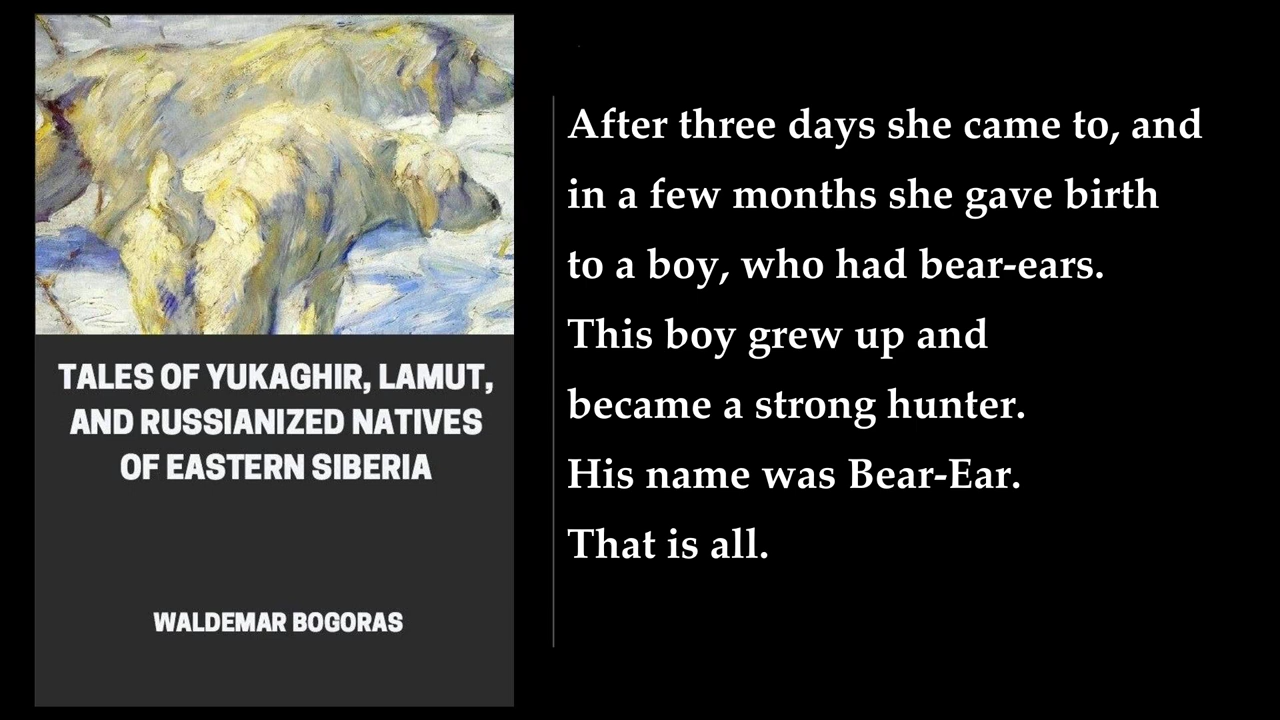 TALES OF YUKAGHIR, LAMUT,
AND RUSSIANIZED NATIVES
OF EASTERN SIBERIA
WALDEMAR BOGORAS
After three days she came to, and
in a few months she gave birth
to a boy, who had bear-ears.
This boy grew up and
became a strong hunter.
His name was Bear-Ear.
That is all.